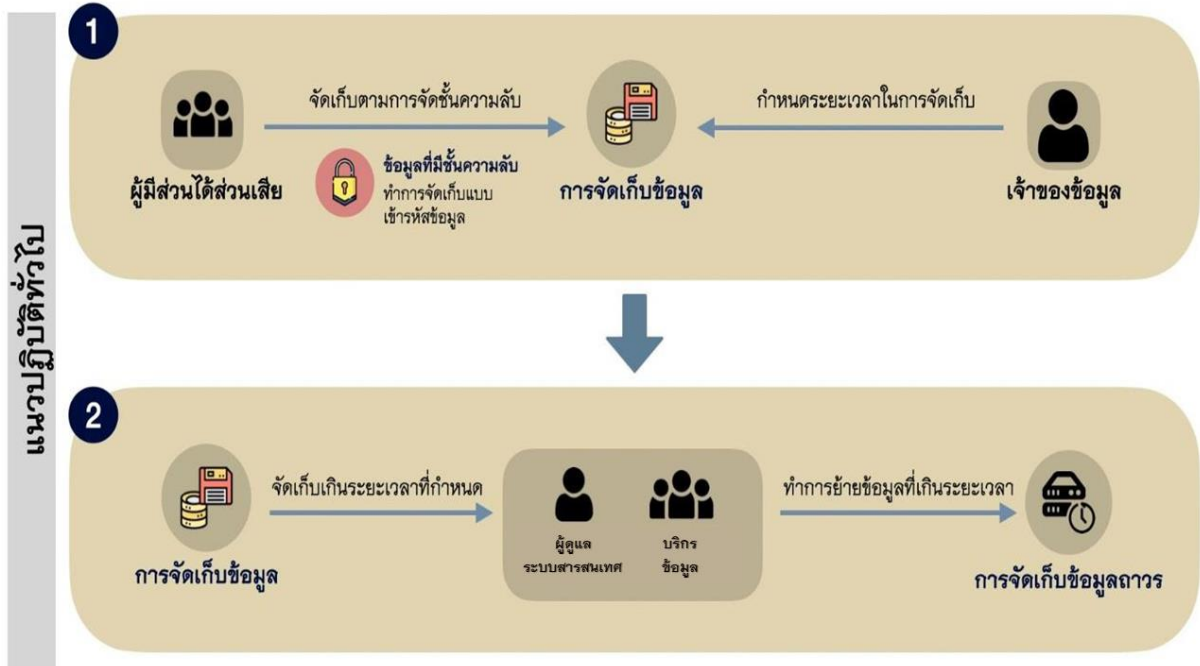 แนวปฏิบัติทั่วไป
1
จัดเก็บตามการจัดชั้นความลับ
กำหนดระยะเวลาในการจัดเก็บ
ผู้มีส่วนได้ส่วนเสีย
ข้อมูลที่มีชั้นความลับ
ทำการจัดเก็บแบบ
เข้ารหัสข้อมูล
การจัดเก็บข้อมูล
เจ้าของข้อมูล
2
จัดเก็บเกินระยะเวลาที่กำหนด
ทำการย้ายข้อมูลที่เกินระยะเวลา
การจัดเก็บข้อมูล
ผู้ดูแล
ระบบสารสนเทศ
บริกร
ข้อมูล
การจัดเก็บข้อมูลถาวร